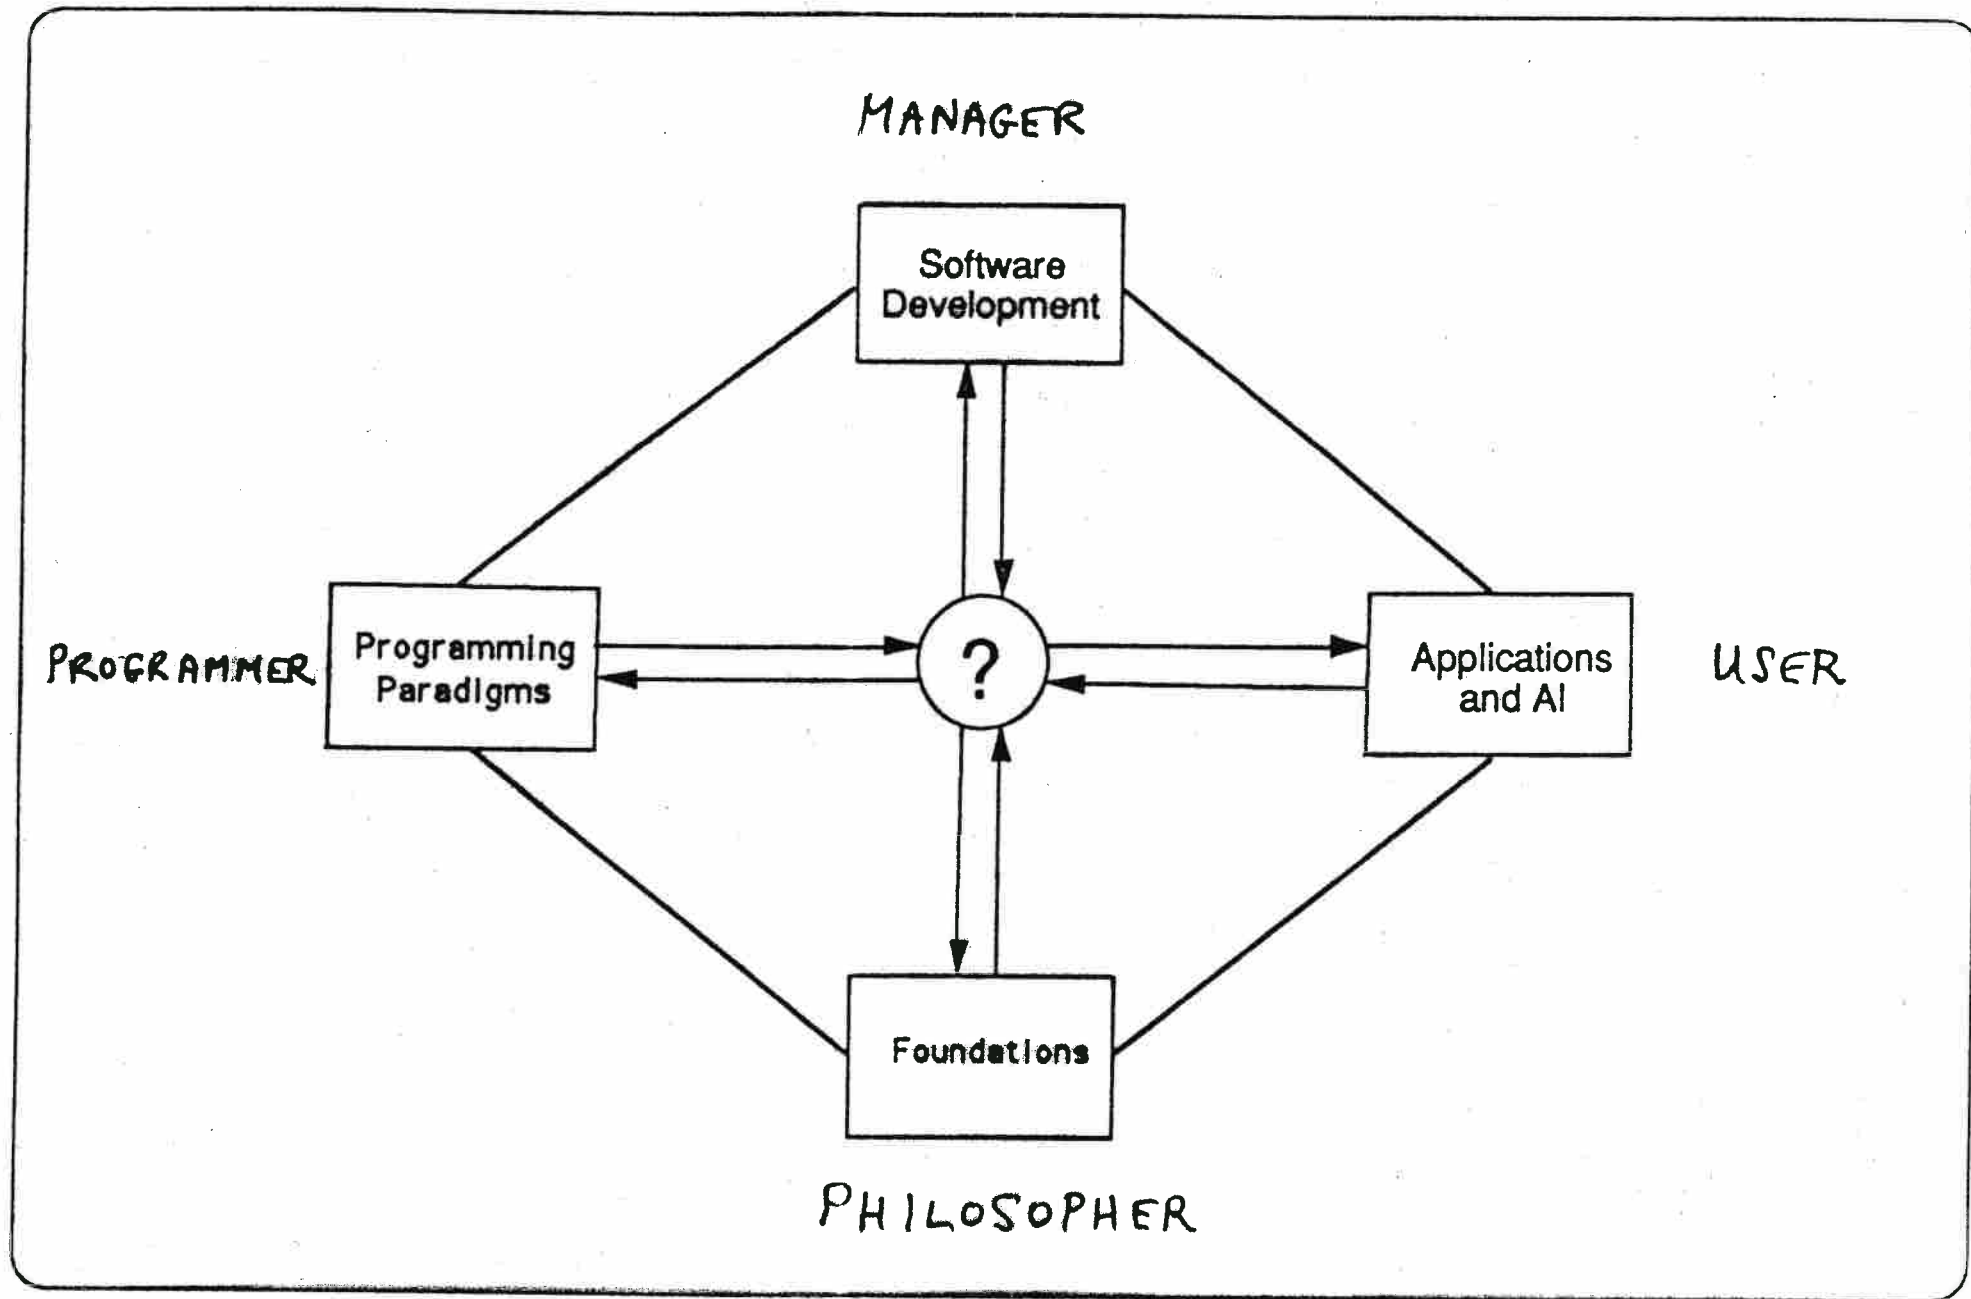 MANAGER
Software
Development
PROGRAMMER
Programming
Paradigms
?
Applications
and AI
USER
Foundations
PHILOSOPHER